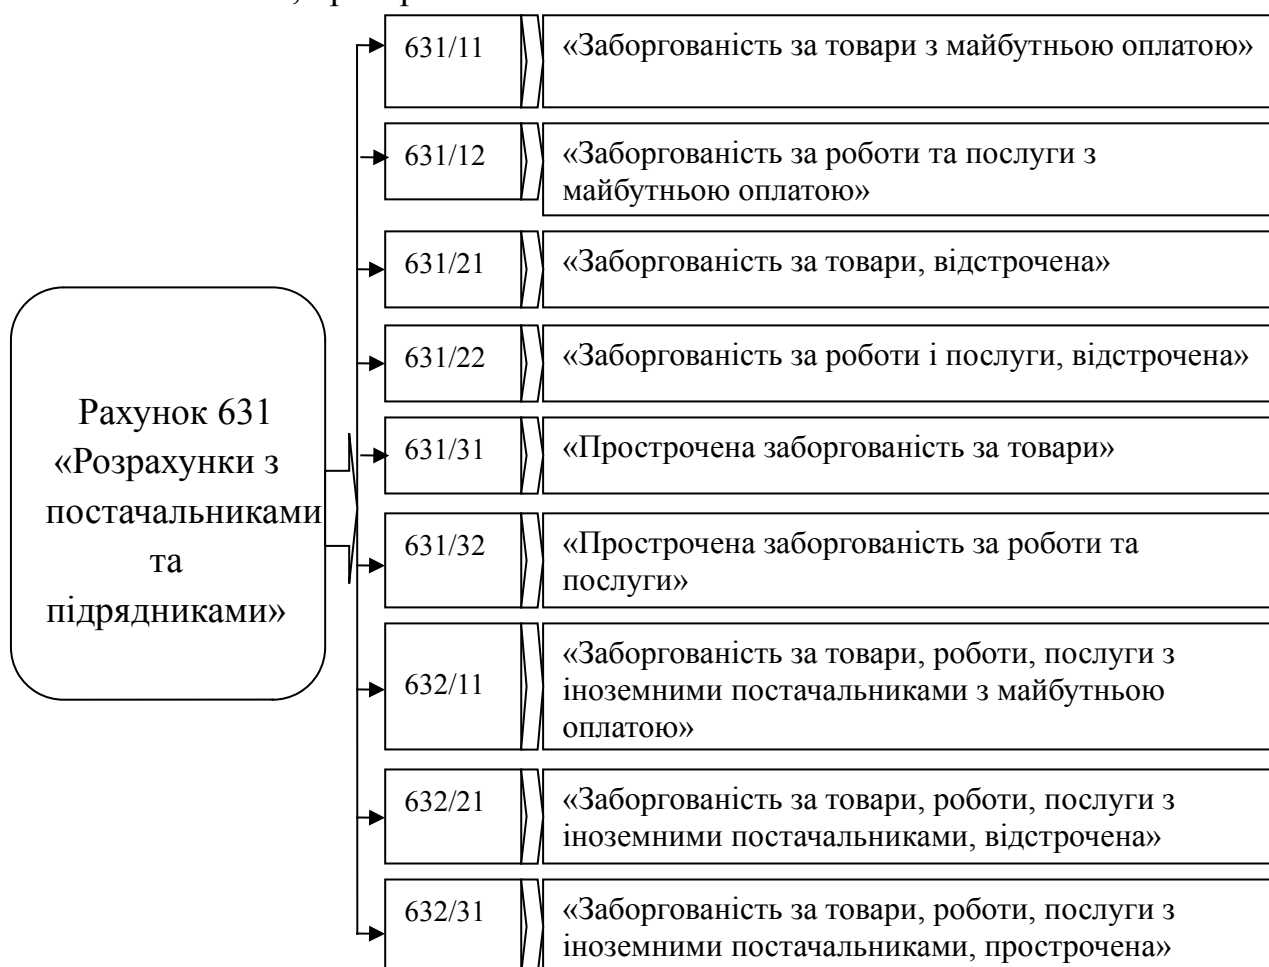 631/11
«Заборгованість за товари з майбутньою оплатою»
631/12
«Заборгованість за роботи та послуги з
майбутньою оплатою»
631/21
«Заборгованість за товари, відстрочена»
631/22
«Заборгованість за роботи і послуги, відстрочена»
Рахунок 631
«Розрахунки з
постачальниками
та
підрядниками»
631/31
«Прострочена заборгованість за товари»
631/32
«Прострочена заборгованість за роботи та
послуги»
632/11
«Заборгованість за товари, роботи, послуги з
іноземними постачальниками з майбутньою
оплатою»
632/21
«Заборгованість за товари, роботи, послуги з
іноземними постачальниками, відстрочена»
632/31
«Заборгованість за товари, роботи, послуги з
іноземними постачальниками, прострочена»